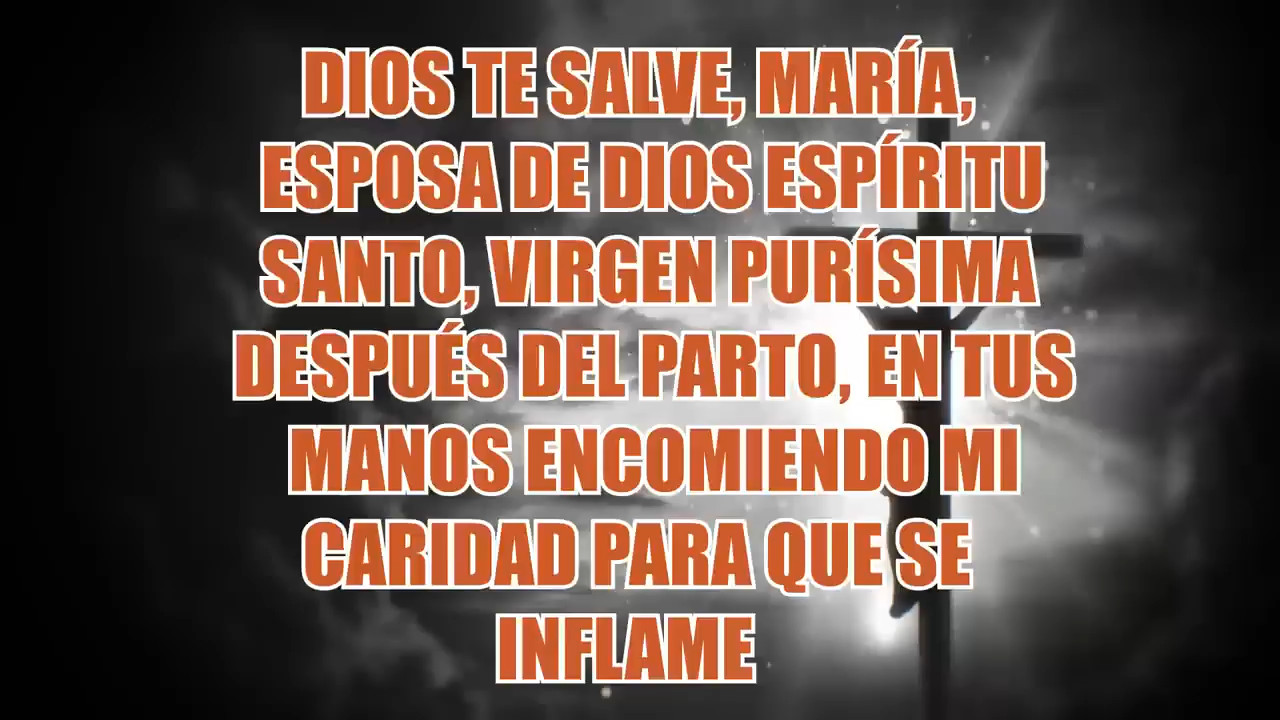 DIOS TE SALVE, MARÍA,
ESPOSA DE DIOS ESPÍRITU
SANTO, VIRGEN PURÍSIMA
DESPUÉS DEL PARTO, EN TUS
MANOS ENCOMIENDO MI
CARIDAD PARA QUE SE
INFLAME